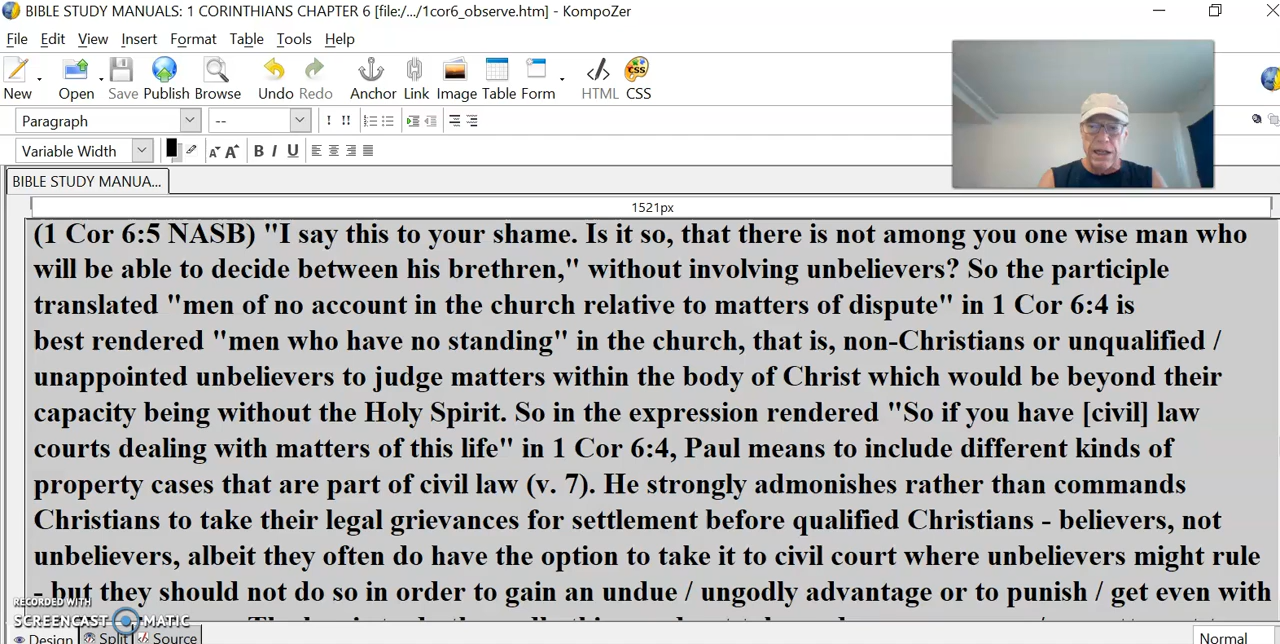 BIBLE STUDY MANUALS: 1 CORINTHIANS CHAPTER 6 [file:/.../1cor6_observe.htm] - KompoZer
File Edit View Insert Format Table Tools Help
New Open Save Publish Browse Undo Redo Anchor Link Image Table Form HTML CSS
Paragraph --
Variable Width B I U
BIBLE STUDY MANUA...
1521px
(1 Cor 6:5 NASB) "I say this to your shame. Is it so, that there is not among you one wise man who
will be able to decide between his brethren," without involving unbelievers? So the participle
translated "men of no account in the church relative to matters of dispute" in 1 Cor 6:4 is
best rendered "men who have no standing" in the church, that is, non-Christians or unqualified /
unappointed unbelievers to judge matters within the body of Christ which would be beyond their
capacity being without the Holy Spirit. So in the expression rendered "So if you have [civil] law
courts dealing with matters of this life" in 1 Cor 6:4, Paul means to include different kinds of
property cases that are part of civil law (v. 7). He strongly admonishes rather than commands
Christians to take their legal grievances for settlement before qualified Christians - believers, not
unbelievers, albeit they often do have the option to take it to civil court where unbelievers might rule
- but they should not do so in order to gain an undue / ungodly advantage or to punish / get even with
RECORDED WITH
SCREENCAST MATIC
Design Split Source Normal